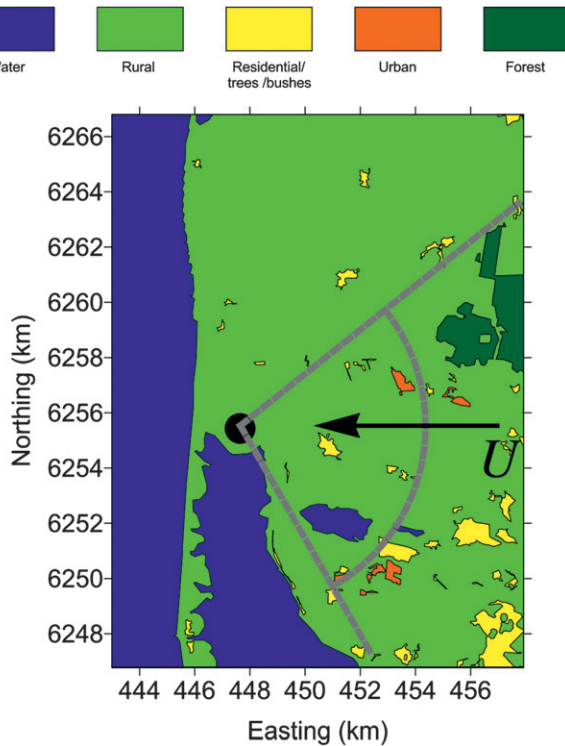 ater
Rural
Residential/
trees /bushes
Urban
Forest
6266
6264
6262
6260
6258
6256
6254
6252
6250
6248
Northing (km)
U
444 446 448 450 452 454 456
Easting (km)